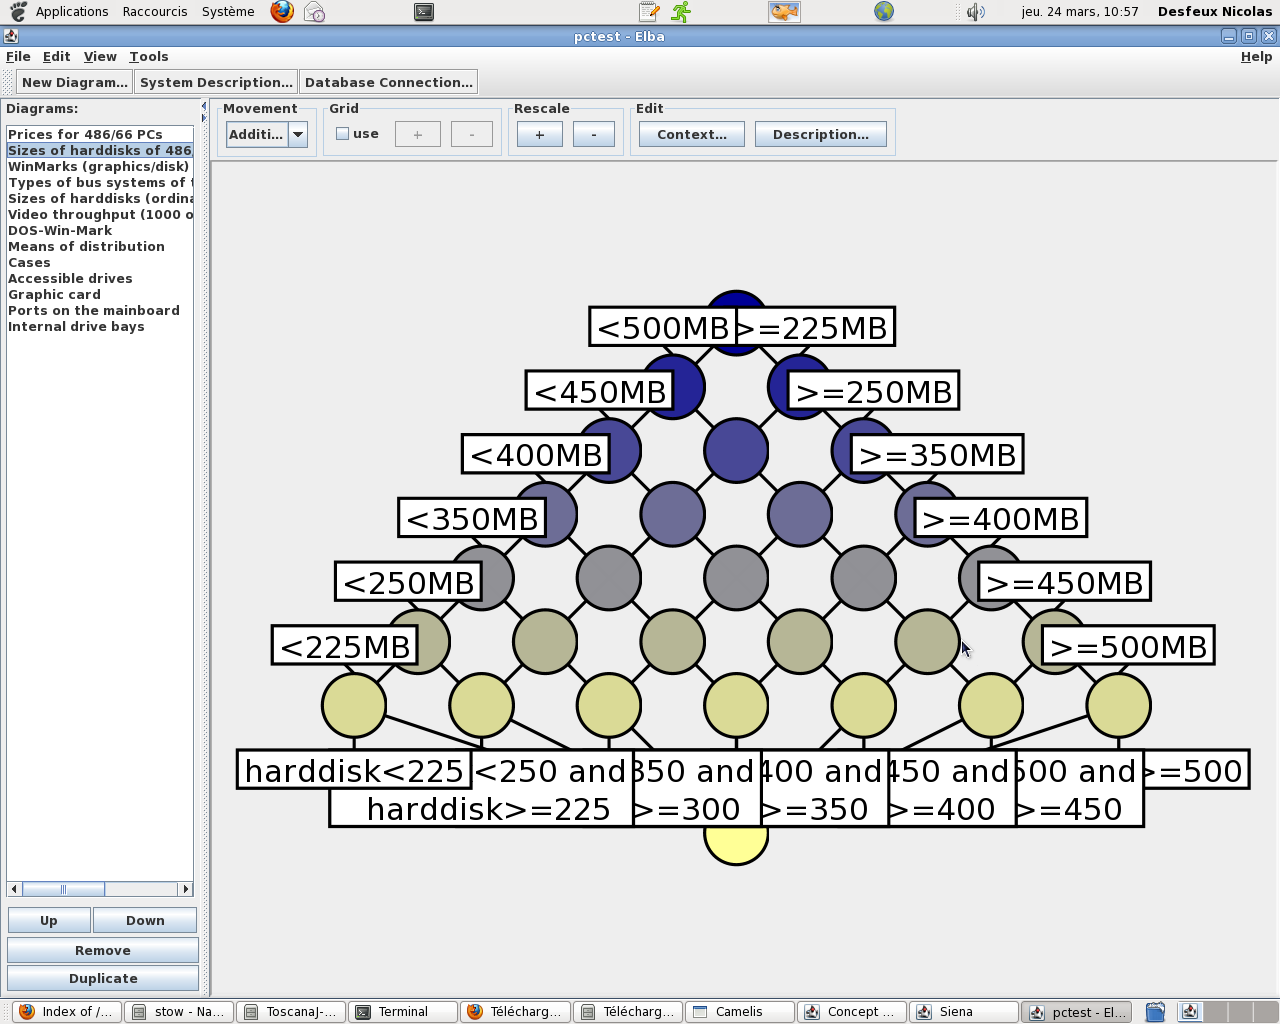 Applications Raccourcis Système jeu. 24 mars, 10:57 Desfeux Nicolas
pctest - Elba
File Edit View Tools Help
New Diagram... System Description... Database Connection...
Diagrams:
Prices for 486/66 PCs
Sizes of harddisks of 486
WinMarks (graphics/disk)
Types of bus systems of
Sizes of harddisks (ordina
Video throughput (1000 o
DOS-Win-Mark
Means of distribution
Cases
Accessible drives
Graphic card
Ports on the mainboard
Internal drive bays
Up Down
Remove
Duplicate
Movement Grid Rescale Edit
Additi... use + - + - Context... Description...
<500MB >=225MB
<450MB >=250MB
<400MB >=350MB
<350MB >=400MB
<250MB >=450MB
<225MB >=500MB
harddisk<225 <250 and 350 and 400 and 450 and 500 and >=500
harddisk>=225 >=300 >=350 >=400 >=450
Index of /... stow - Na... ToscanaJ-... Terminal Télécharg... Télécharg... Camelis Concept ... Siena pctest - El...